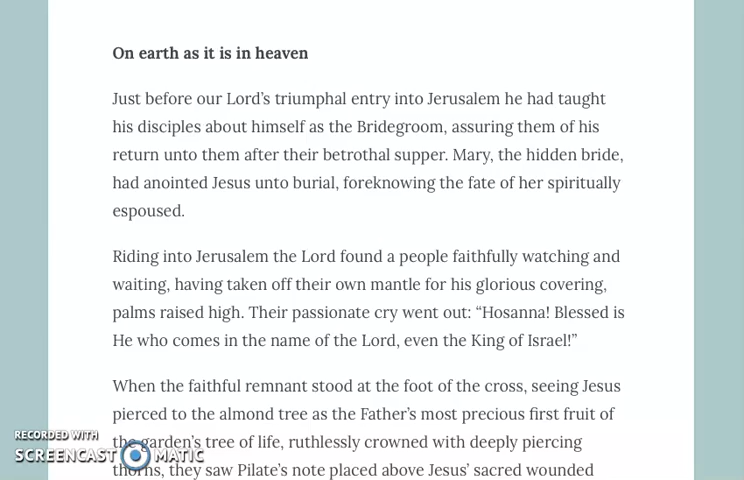 On earth as it is in heaven
Just before our Lord’s triumphal entry into Jerusalem he had taught
his disciples about himself as the Bridegroom, assuring them of his
return unto them after their betrothal supper. Mary, the hidden bride,
had anointed Jesus unto burial, foreknowing the fate of her spiritually
espoused.
Riding into Jerusalem the Lord found a people faithfully watching and
waiting, having taken off their own mantle for his glorious covering,
palms raised high. Their passionate cry went out: “Hosanna! Blessed is
He who comes in the name of the Lord, even the King of Israel!”
When the faithful remnant stood at the foot of the cross, seeing Jesus
pierced to the almond tree as the Father’s most precious first fruit of
the garden’s tree of life, ruthlessly crowned with deeply piercing
thorns, they saw Pilate’s note placed above Jesus’ sacred wounded
RECORDED WITH
SCREENCAST MATIC